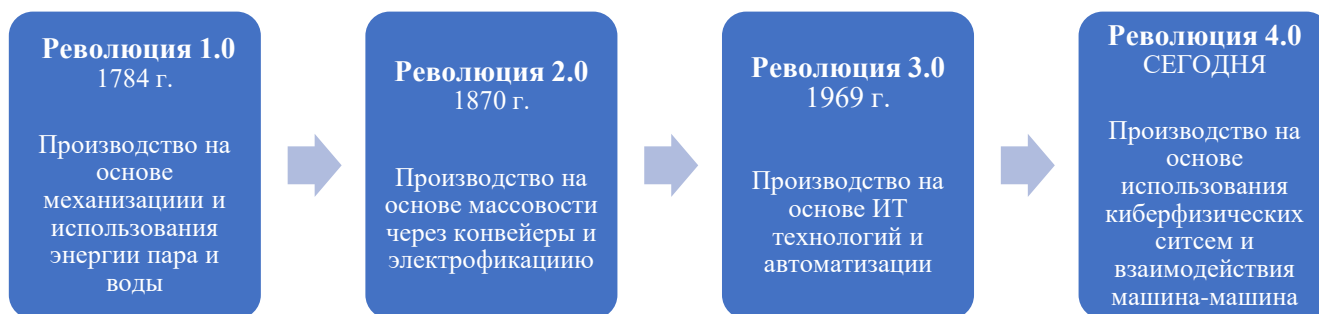 Революция 1.0
1784 г.
Производство на
основе
механизациии и
использования
энергии пара и
воды
Революция 2.0
1870 г.
Производство на
основе массовости
через конвейеры и
электрофикациию
Революция 3.0
1969 г.
Производство на
основе ИТ
технологий и
автоматизации
Революция 4.0
СЕГОДНЯ
Производство на
основе
использования
киберфизических
ситсем и
взаимодействия
машина-машина